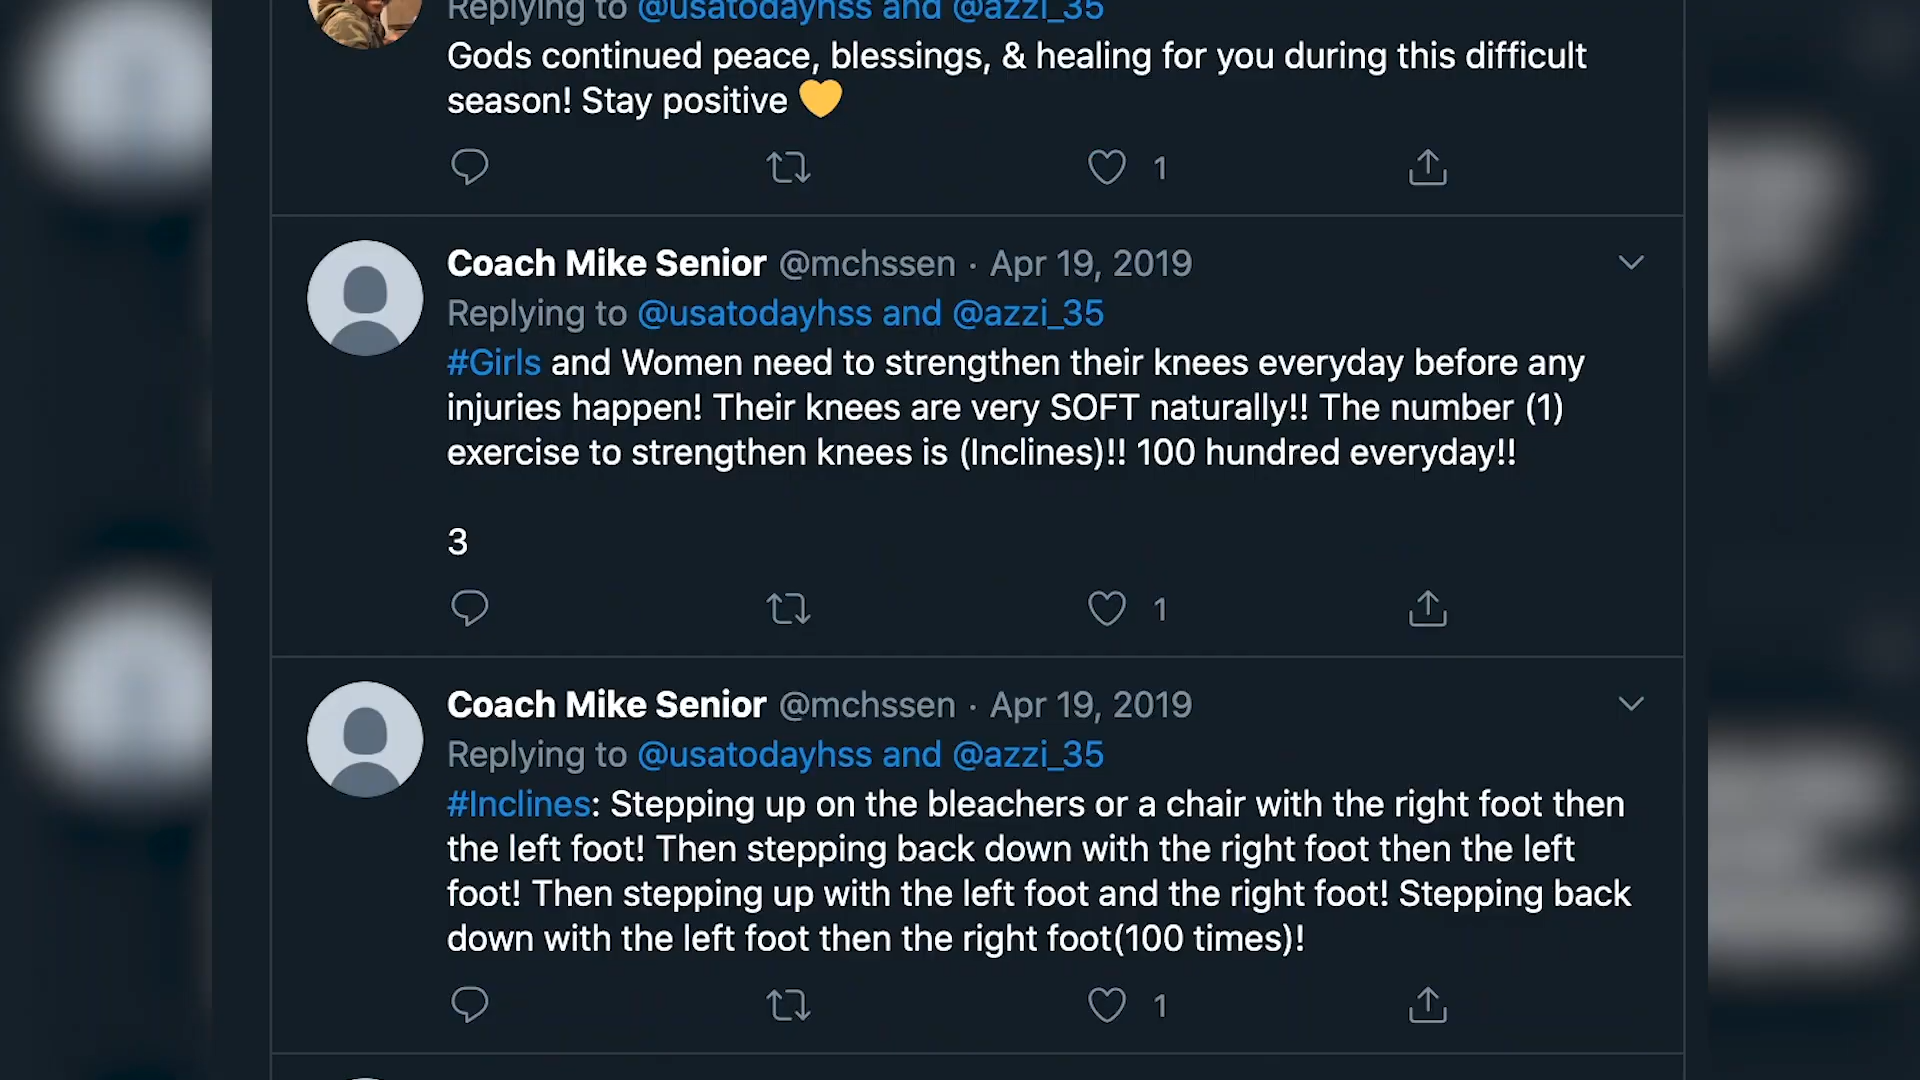 Replying to @usatodayhss and @azzi_35
Gods continued peace, blessings, & healing for you during this difficult
season! Stay positive 💛
1
Coach Mike Senior @mchssen · Apr 19, 2019
Replying to @usatodayhss and @azzi_35
#Girls and Women need to strengthen their knees everyday before any
injuries happen! Their knees are very SOFT naturally!! The number (1)
exercise to strengthen knees is (Inclines)!! 100 hundred everyday!!
3
1
Coach Mike Senior @mchssen · Apr 19, 2019
Replying to @usatodayhss and @azzi_35
#Inclines: Stepping up on the bleachers or a chair with the right foot then
the left foot! Then stepping back down with the right foot then the left
foot! Then stepping up with the left foot and the right foot! Stepping back
down with the left foot then the right foot(100 times)!
1